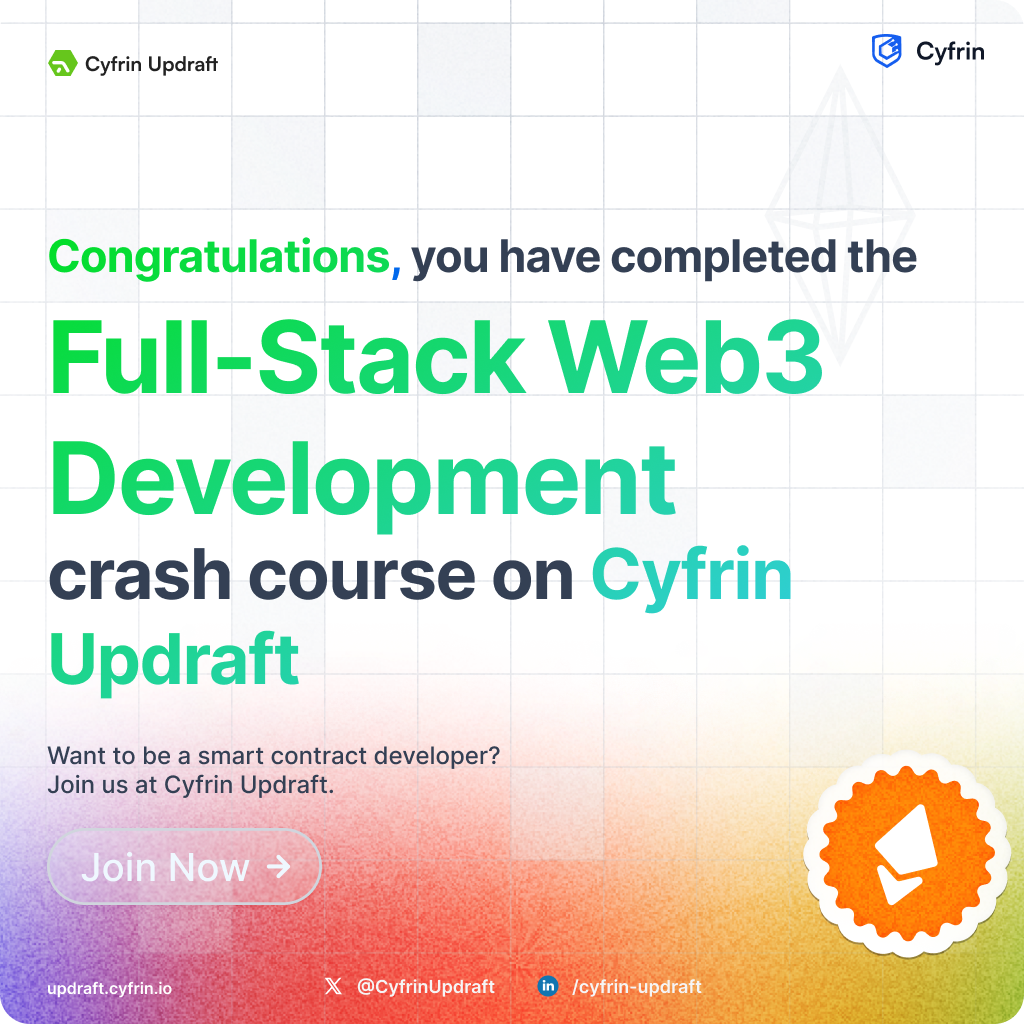 Cyfrin Updraft
Cyfrin
Congratulations, you have completed the
Full-Stack Web3
Development
crash course on Cyfrin
Updraft
Want to be a smart contract developer?
Join us at Cyfrin Updraft.
Join Now →
updraft.cyfrin.io
@CyfrinUpdraft
/cyfrin-updraft